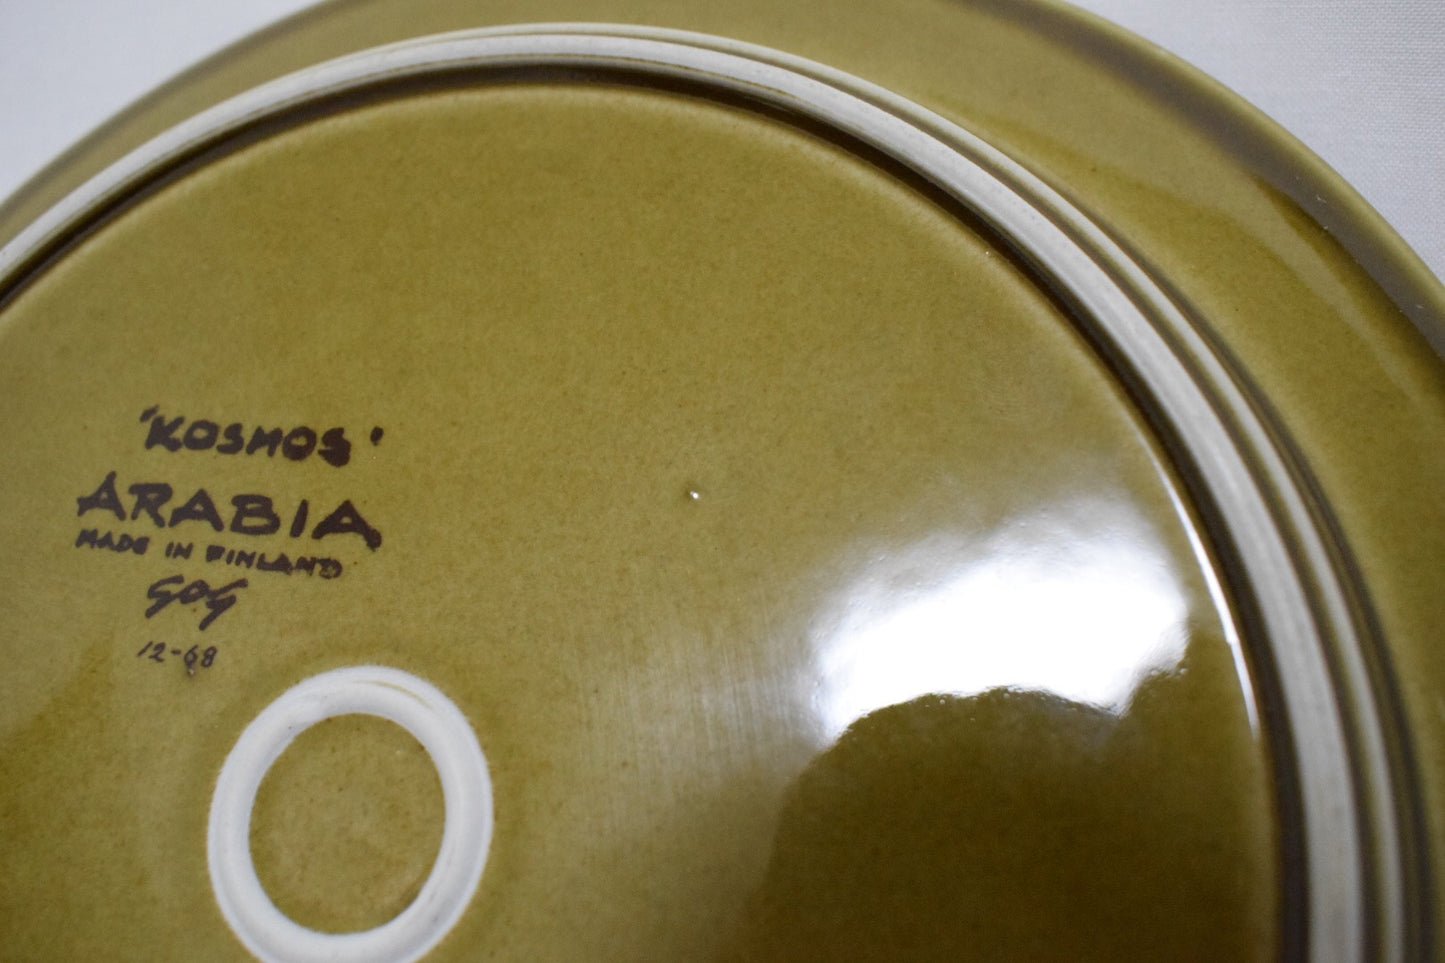 'KOSMOS'
ARABIA
MADE IN FINLAND
GOG
12-68